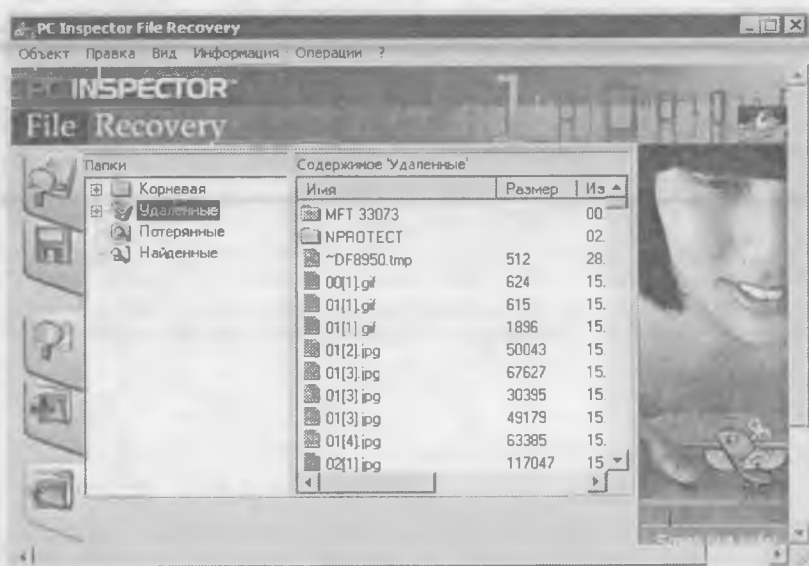 PC Inspector File Recovery
Объект Правка Вид Информация Операции ?
PC INSPECTOR
File Recovery
Папки
Содержимое 'Удаленные'
Корневая
Удаленные
Потерянные
Найденные
Имя Размер Из
MFT 33073 00.
NPROTECT 02.
~DF8950.tmp 512 28.
00[1].gif 624 15.
01[1].gif 615 15.
01[1].gif 1896 15.
01[2].jpg 50043 15.
01[3].jpg 67627 15.
01[3].jpg 30395 15.
01[3].jpg 49179 15.
01[4].jpg 63385 15.
02[1].jpg 117047 15.